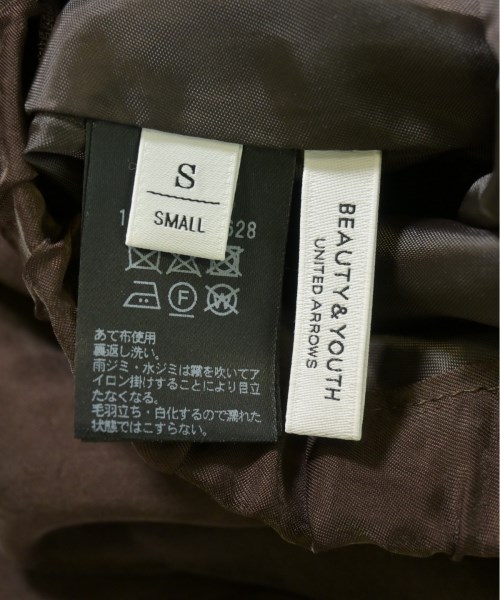 S
SMALL
628
F
W
あて布使用
裏返し洗い。
雨ジミ・水ジミは霧を吹いてア
イロン掛けすることにより目立
たなくなる。
毛羽立ち・白化するので濡れた
状態ではこすらない。
BEAUTY & YOUTH
UNITED ARROWS